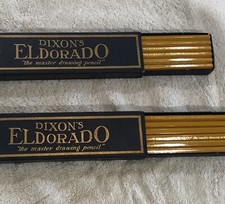 DIXON'S
ELDORADO
"the master drawing pencil"
DIXON'S
ELDORADO
"the master drawing pencil"